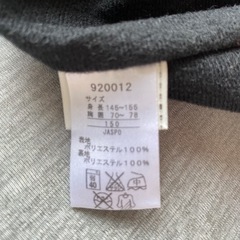 920012
サイズ
身長 145~155
胸囲 70~78
150
JASPO
表地
ポリエステル100%
裏地
ポリエステル100%
40